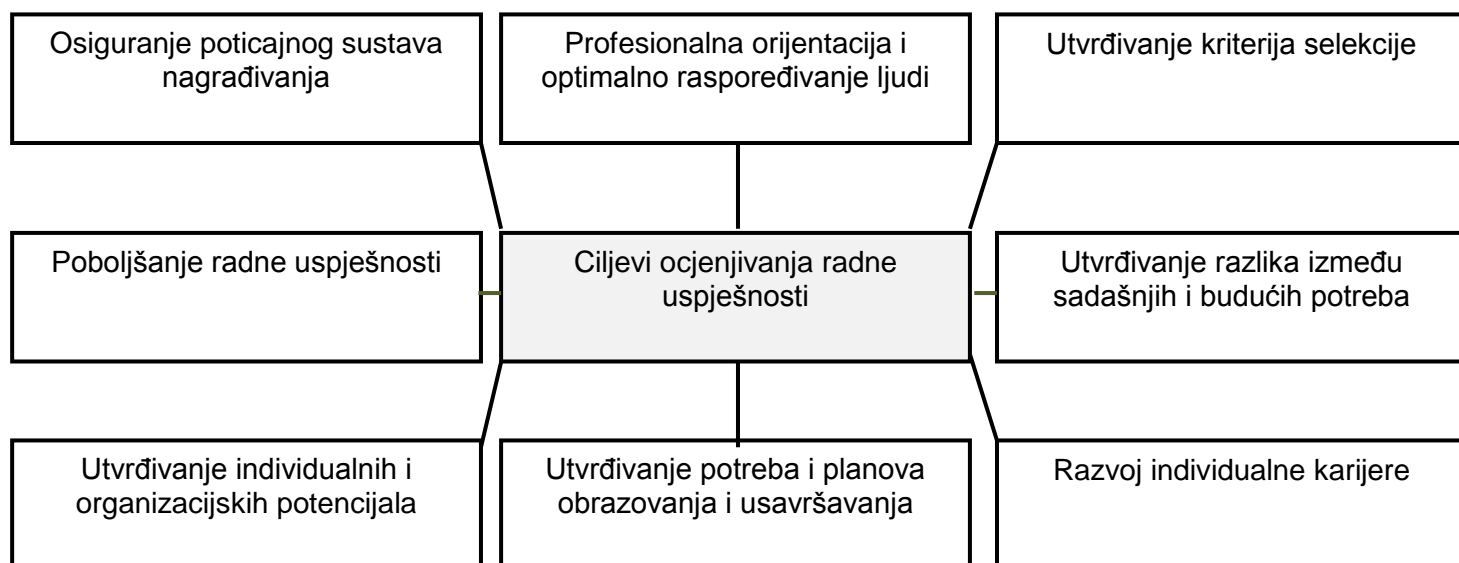 Osiguranje poticajnog sustava
nagrađivanja
Profesionalna orijentacija i
optimalno raspoređivanje ljudi
Utvrđivanje kriterija selekcije
Poboljšanje radne uspješnosti
Ciljevi ocjenjivanja radne
uspješnosti
Utvrđivanje razlika između
sadašnjih i budućih potreba
Utvrđivanje individualnih i
organizacijskih potencijala
Utvrđivanje potreba i planova
obrazovanja i usavršavanja
Razvoj individualne karijere